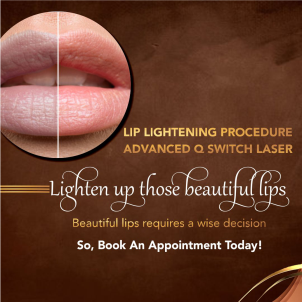 LIP LIGHTENING PROCEDURE
ADVANCED Q SWITCH LASER
Lighten up those beautiful lips
Beautiful lips requires a wise decision
So, Book An Appointment Today!